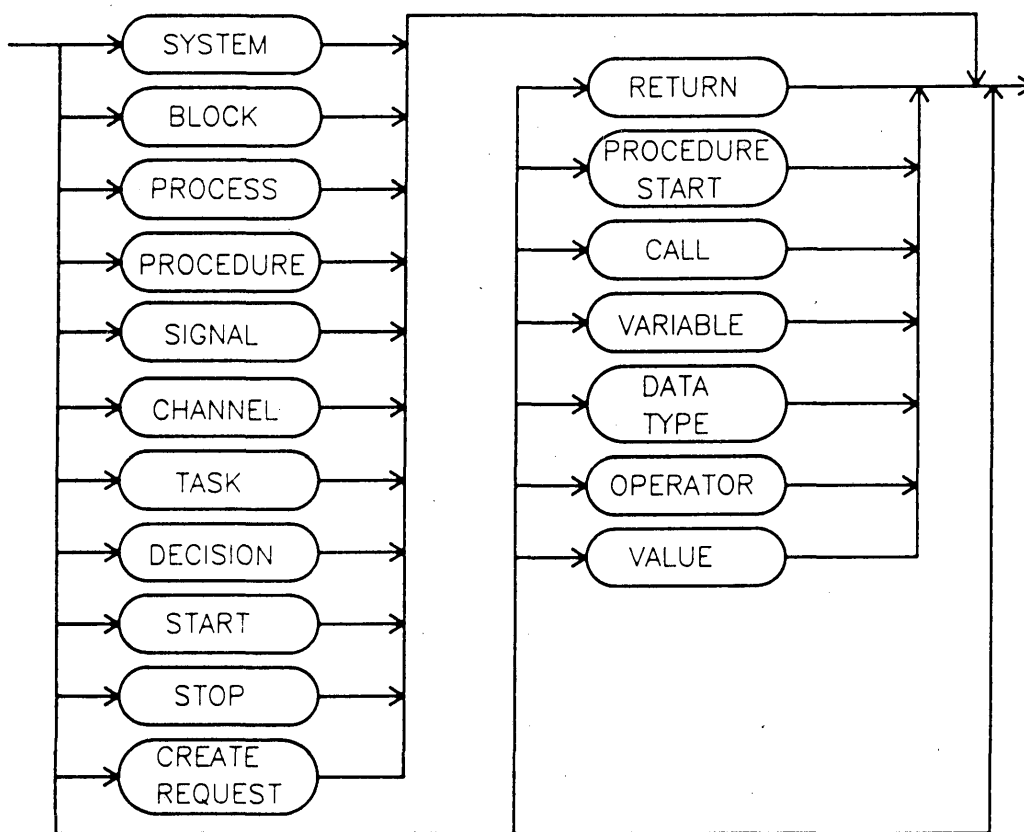 SYSTEM
BLOCK
PROCESS
PROCEDURE
SIGNAL
CHANNEL
TASK
DECISION
START
STOP
CREATE
REQUEST
RETURN
PROCEDURE
START
CALL
VARIABLE
DATA
TYPE
OPERATOR
VALUE